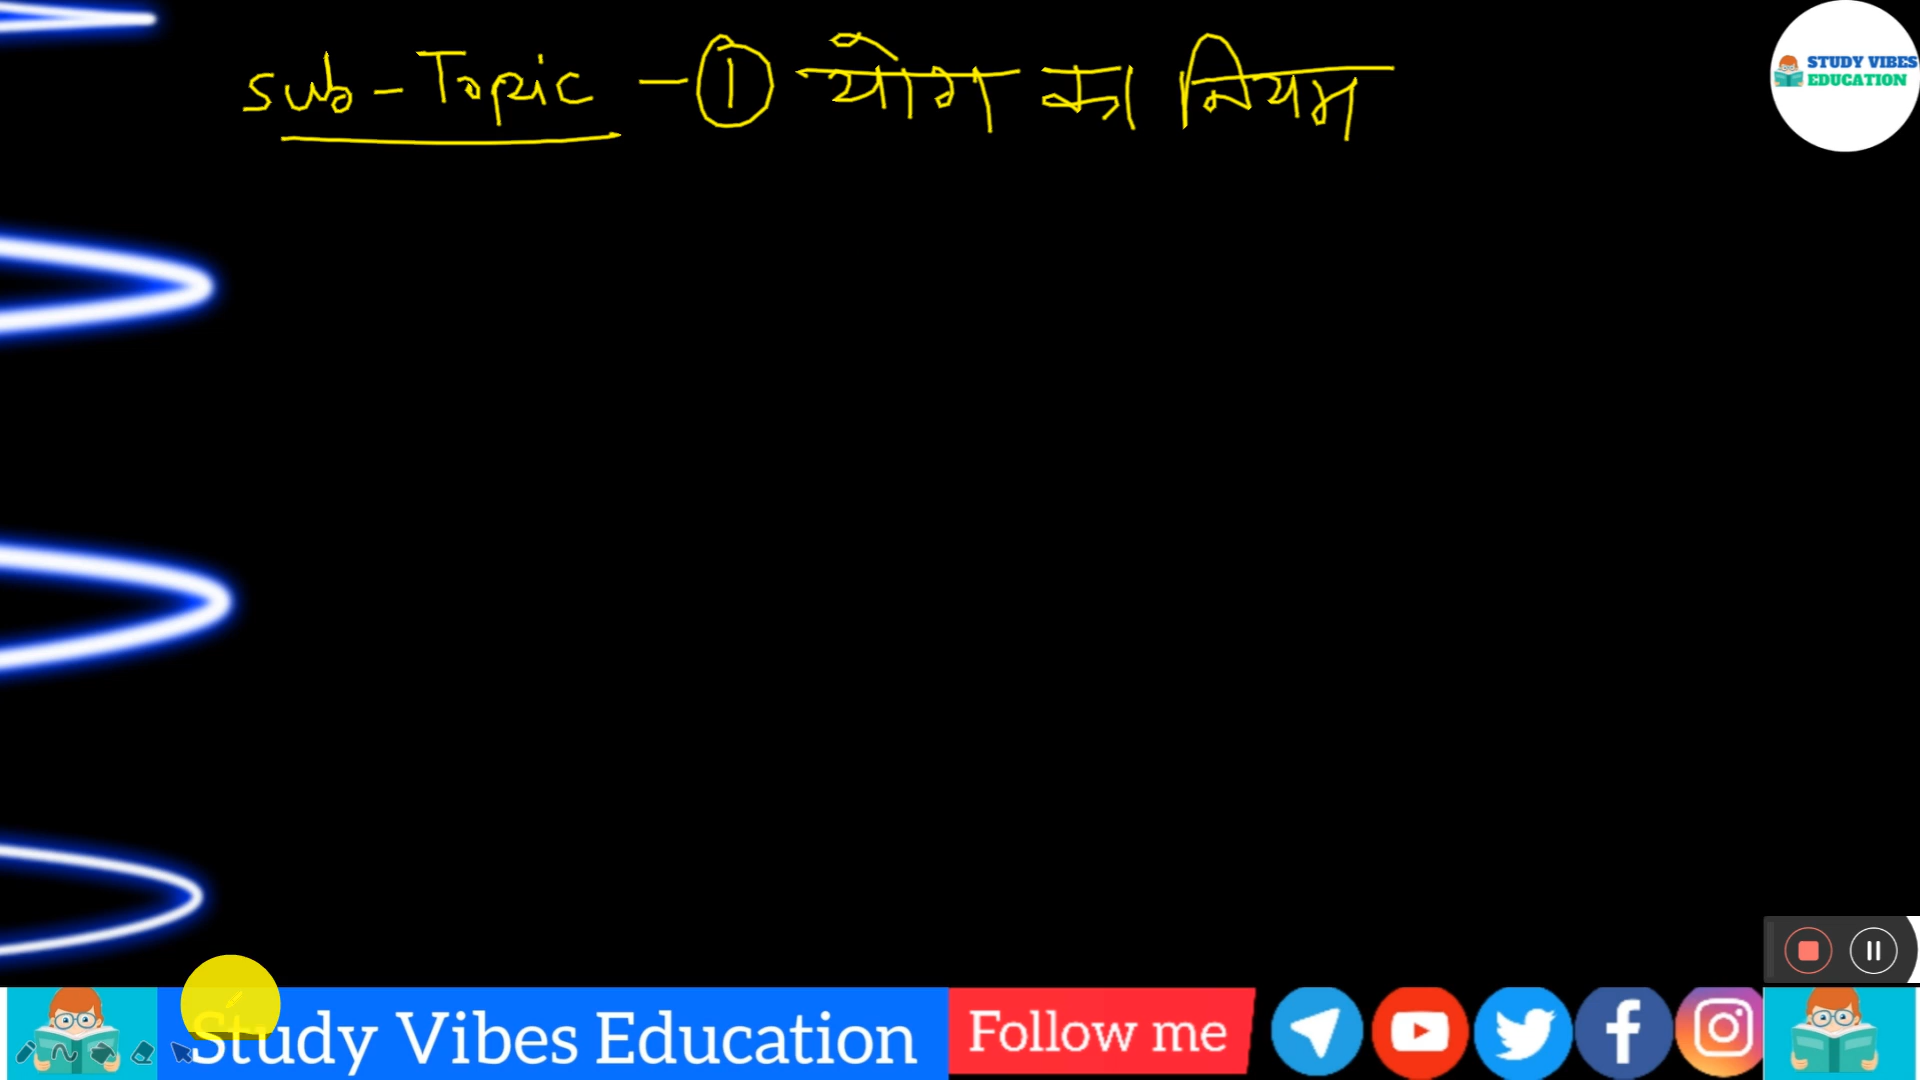 Sub-Topic - ① योग का नियम
STUDY VIBES
EDUCATION
Study Vibes Education
Follow me